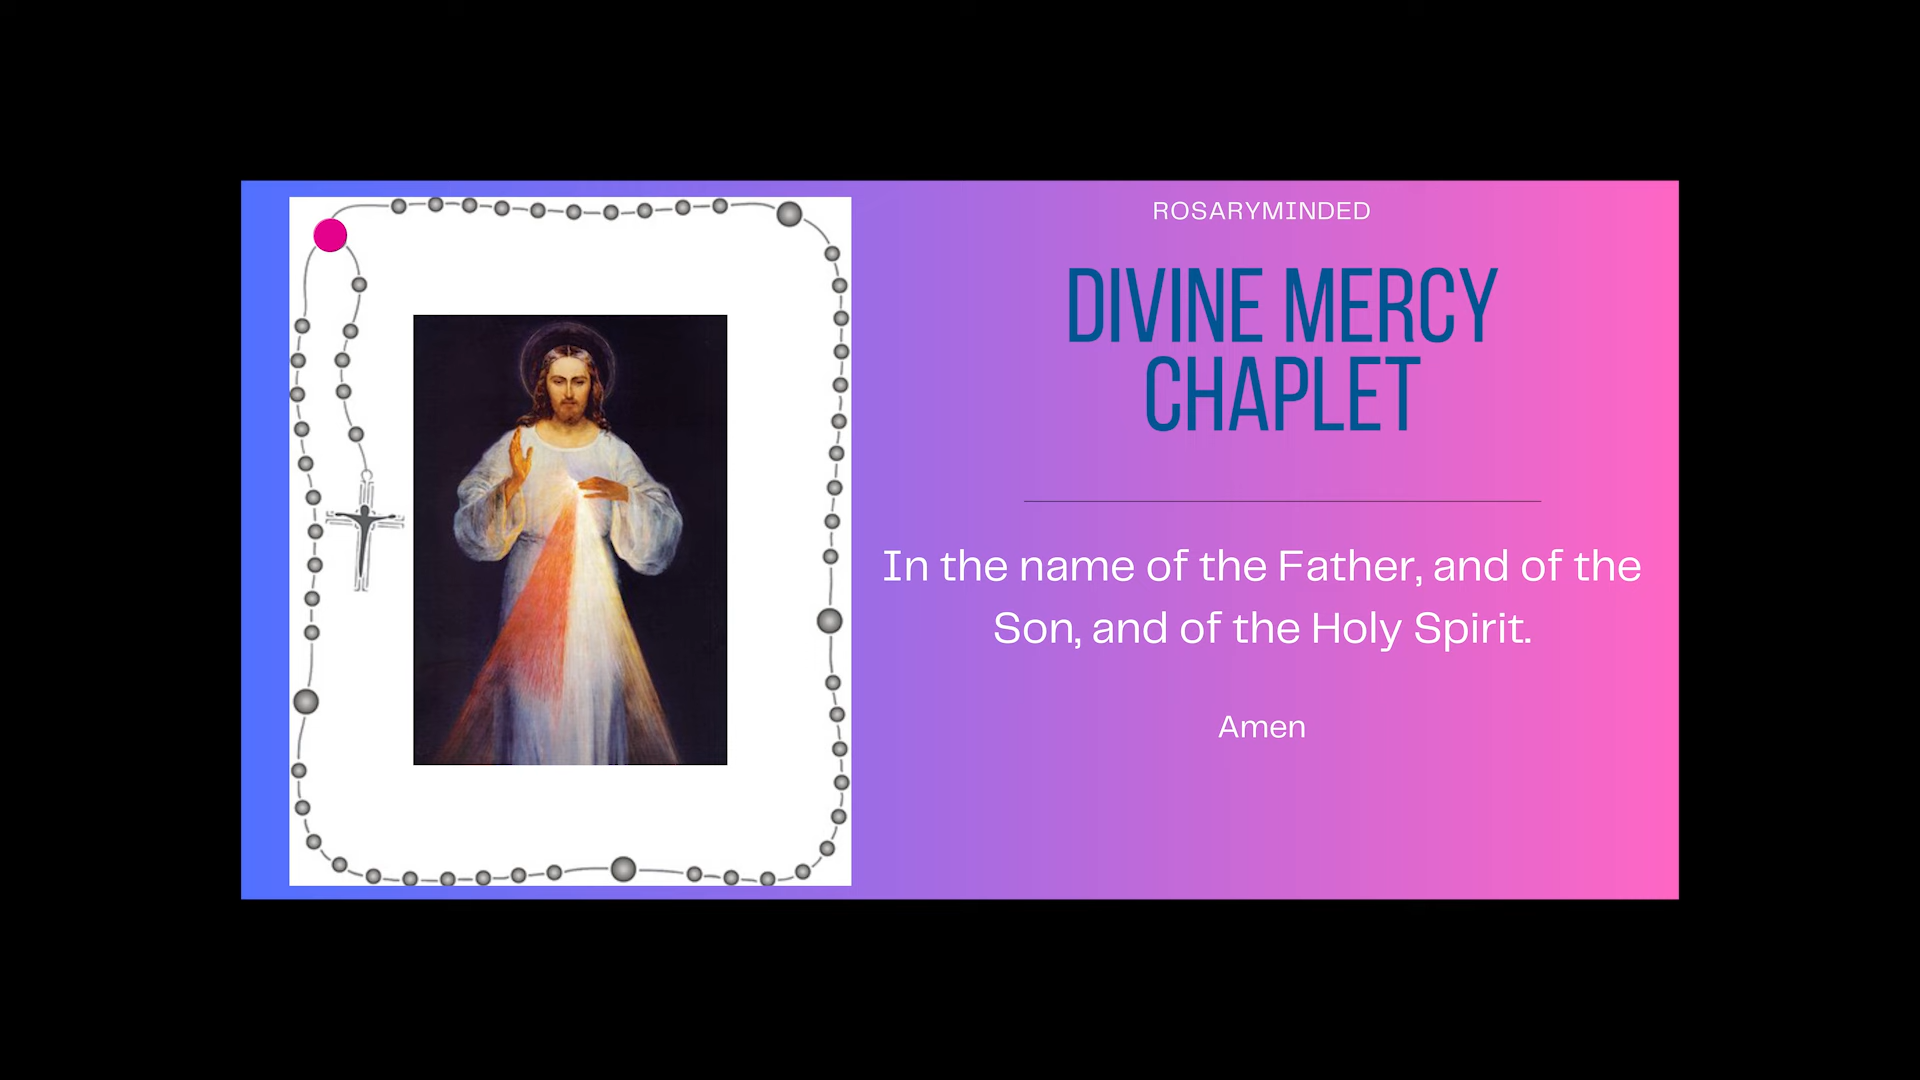 ROSARYMINDED
DIVINE MERCY
CHAPLET
In the name of the Father, and of the
Son, and of the Holy Spirit.
Amen